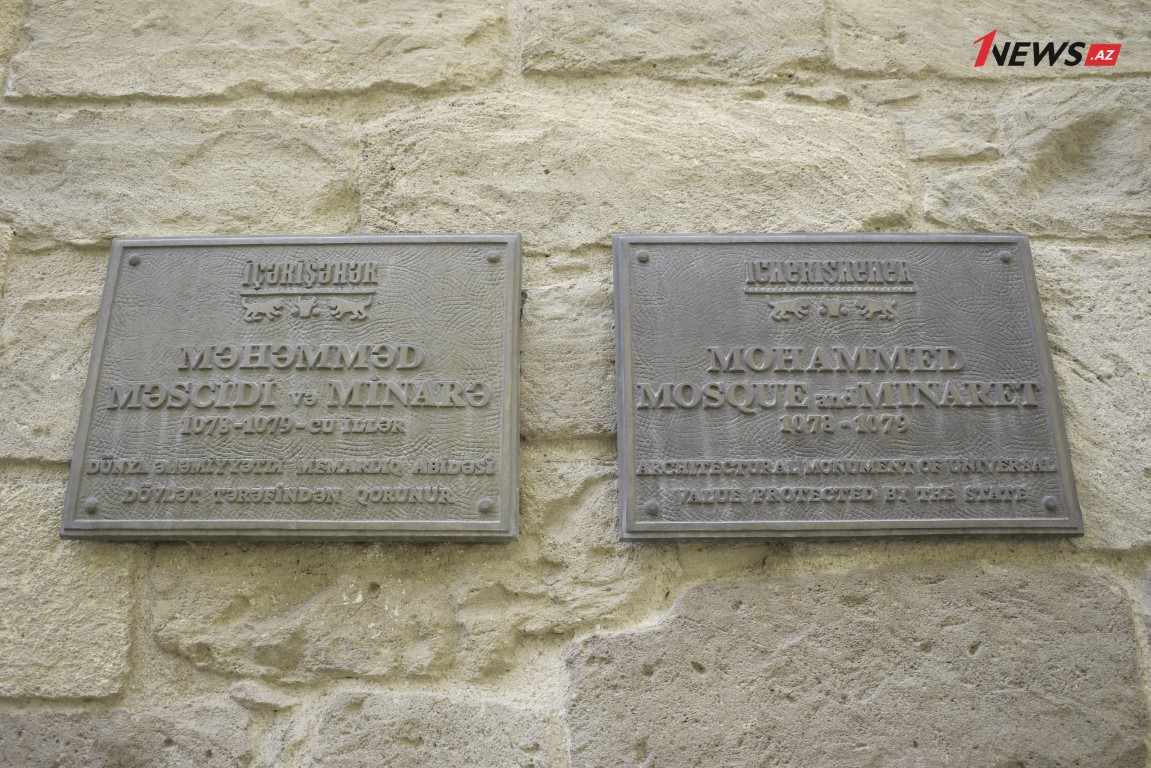 1NEWS.AZ
İÇƏRİŞƏHƏR
MƏHƏMMƏD
MƏSCİDİ və MİNARƏ
1078-1079-CU İLLƏR
DÜNYA ƏHƏMİYYƏTLİ MEMARLIQ ABİDƏSİ
DÖVLƏT TƏRƏFİNDƏN QORUNUR
ICHERISHEHER
MOHAMMED
MOSQUE and MINARET
1078-1079
ARCHITECTURAL MONUMENT OF UNIVERSAL
VALUE PROTECTED BY THE STATE